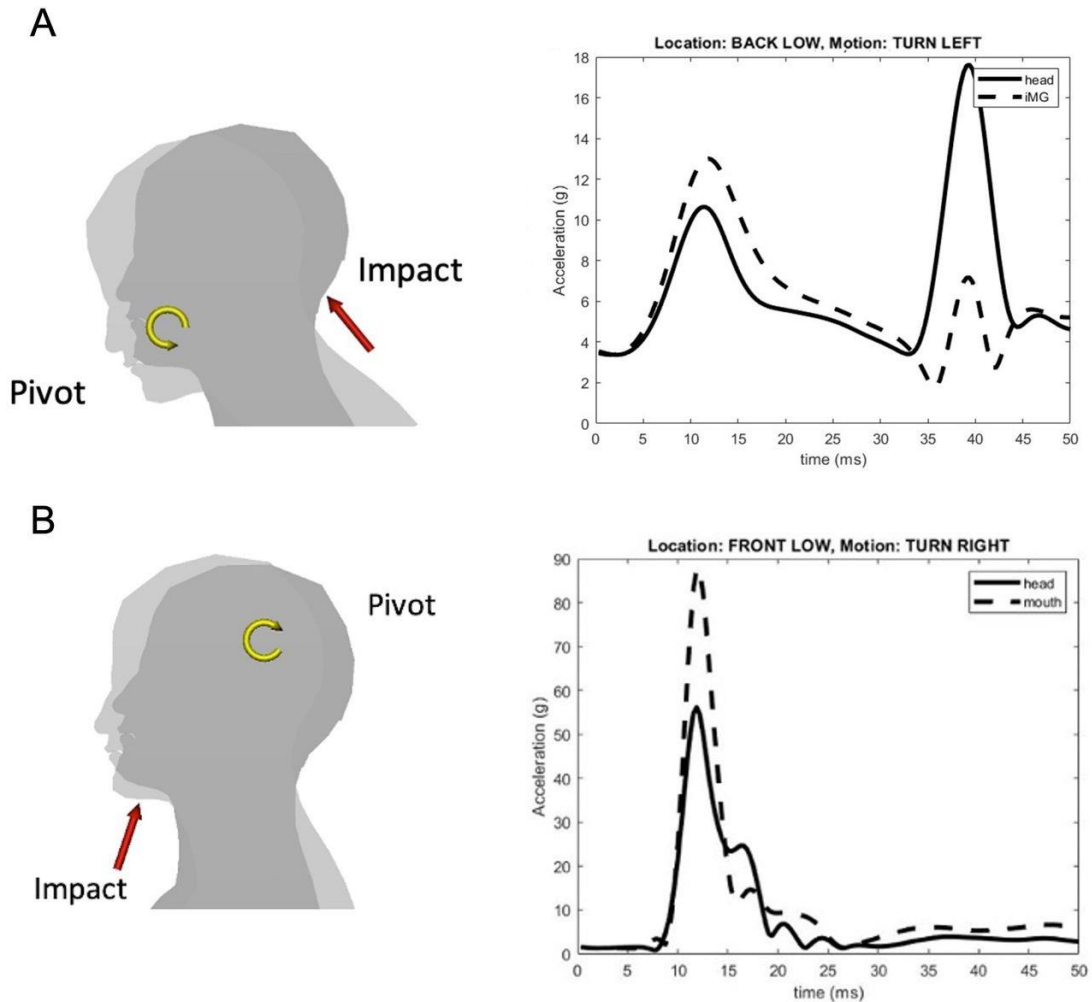 A
Impact
Pivot
Location: BACK LOW, Motion: TURN LEFT
head
iMG
Acceleration (g)
18
16
14
12
10
8
6
4
2
0
0 5 10 15 20 25 30 35 40 45 50
time (ms)
B
Pivot
Impact
Location: FRONT LOW, Motion: TURN RIGHT
head
mouth
Acceleration (g)
90
80
70
60
50
40
30
20
10
0
0 5 10 15 20 25 30 35 40 45 50
time (ms)